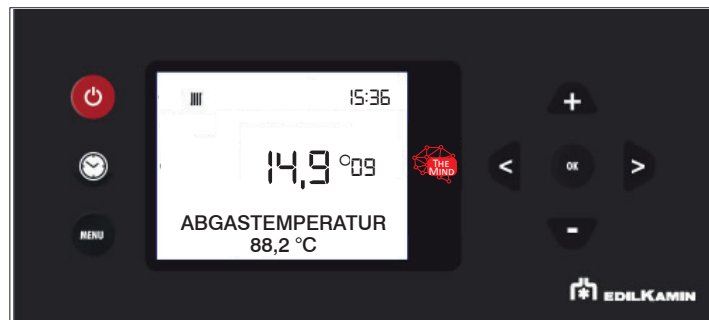 15:36
14,9 °09
THE
MIND
ABGASTEMPERATUR
88,2 °C
MENU
+
<
OK
>
-
EDILKAMIN